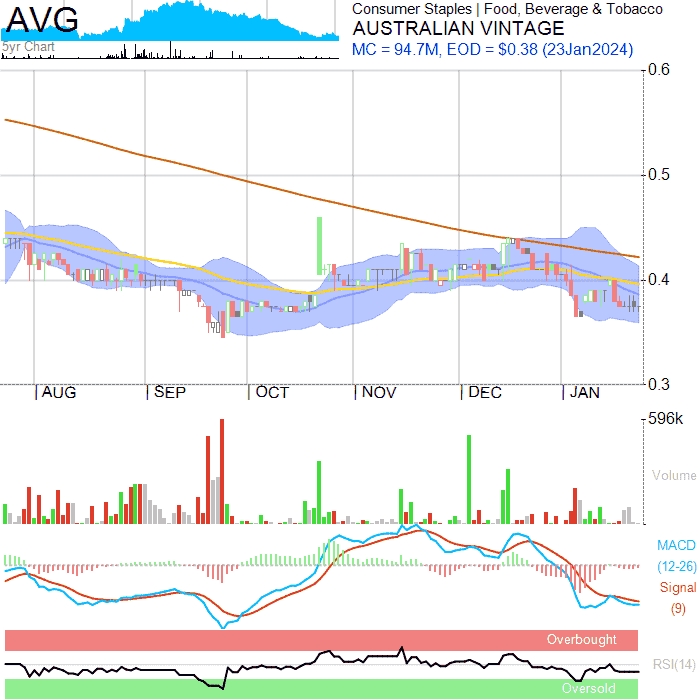 AVG
5yr Chart
Consumer Staples | Food, Beverage & Tobacco
AUSTRALIAN VINTAGE
MC = 94.7M, EOD = $0.38 (23Jan2024)
0.6
0.5
0.4
0.3
AUG SEP OCT NOV DEC JAN
596k
Volume
MACD
(12-26)
Signal
(9)
Overbought
RSI(14)
Oversold